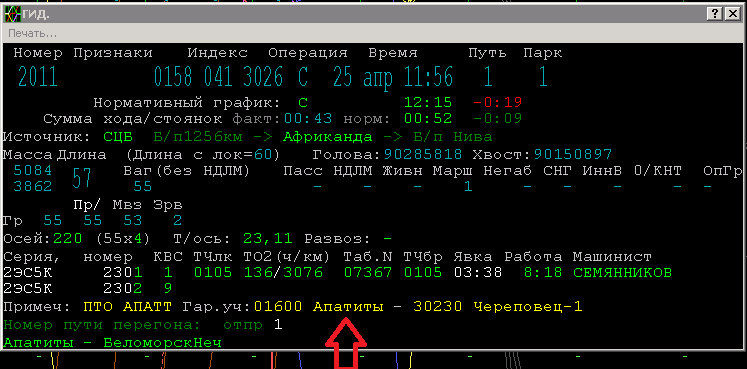 ГИД.
Печать...
Номер Признаки Индекс Операция Время Путь Парк
2011 0158 041 3026 С 25 апр 11:56 1 1
Нормативный график: С 12:15 -0:19
Сумма хода/стоянок факт:00:43 норм: 00:52 -0:09
Источник: СЦВ В/п1256км -> Африканда -> В/п Нива
Масса Длина (Длина с лок=60) Голова:90285818 Хвост:90150897
5084 57 Ваг(без НДЛМ) Пасс НДЛМ Живн Марш Негаб СНГ ИннВ О/КНТ ОпГр
3862 55 - - - 1 - - - - -
Пр/ Мвз Зрв
Гр 55 55 53 2
Осей:220 (55x4) Т/ось: 23,11 Развоз: -
Серия, номер КВС ТЧлк ТО2(ч/км) Таб.N ТЧбр Явка Работа Машинист
2ЭС5К 2301 1 0105 136/3076 07367 0105 03:38 8:18 СЕМЯННИКОВ
2ЭС5К 2302 9
Примеч: ПТО АПАТТ Гар.уч:01600 Апатиты - 30230 Череповец-1
Номер пути перегона: отпр 1
Апатиты - ВеломорскНеч